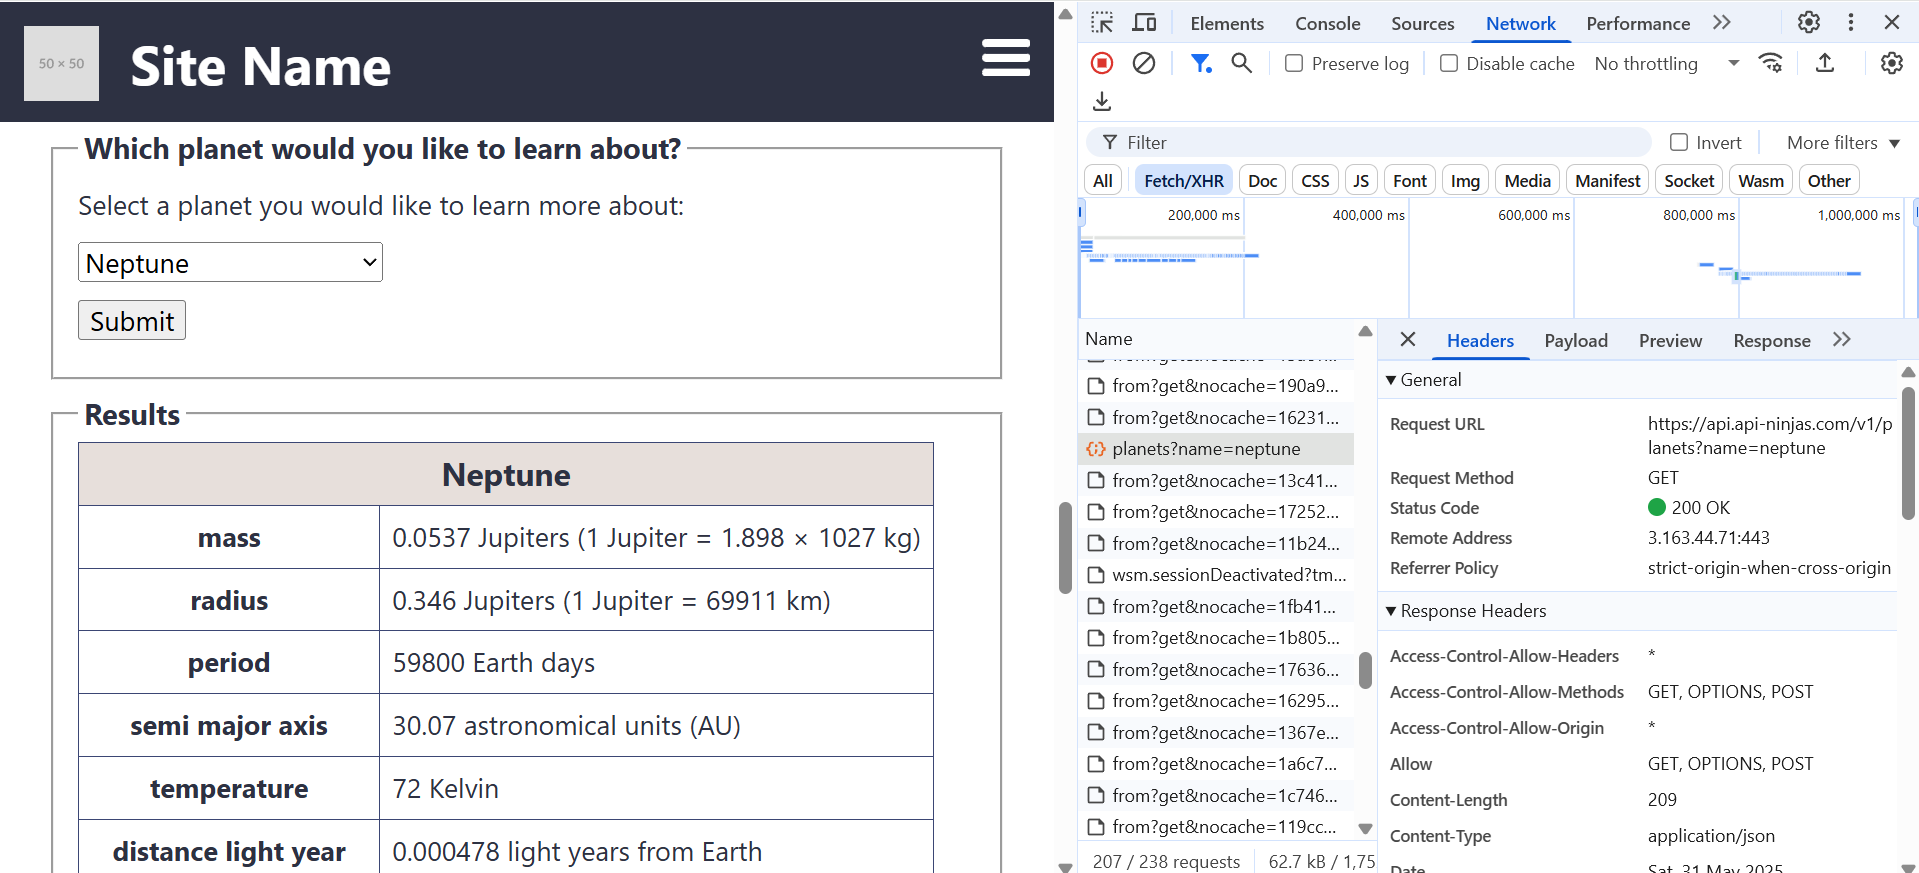 50 × 50
Site Name
Which planet would you like to learn about?
Select a planet you would like to learn more about:
Neptune
Submit
Results
Neptune
mass 0.0537 Jupiters (1 Jupiter = 1.898 × 1027 kg)
radius 0.346 Jupiters (1 Jupiter = 69911 km)
period 59800 Earth days
semi major axis 30.07 astronomical units (AU)
temperature 72 Kelvin
distance light year 0.000478 light years from Earth
Elements Console Sources Network Performance
Preserve log Disable cache No throttling
Filter Invert More filters
All Fetch/XHR Doc CSS JS Font Img Media Manifest Socket Wasm Other
200,000 ms 400,000 ms 600,000 ms 800,000 ms 1,000,000 ms
Name
from?get&nocache=190a9...
from?get&nocache=16231...
planets?name=neptune
from?get&nocache=13c41...
from?get&nocache=17252...
from?get&nocache=11b24...
wsm.sessionDeactivated?tm...
from?get&nocache=1fb41...
from?get&nocache=1b805...
from?get&nocache=17636...
from?get&nocache=16295...
from?get&nocache=1367e...
from?get&nocache=1a6c7...
from?get&nocache=1c746...
from?get&nocache=119cc...
207 / 238 requests 62.7 kB / 1,75
Headers Payload Preview Response
General
Request URL https://api.api-ninjas.com/v1/p
lanets?name=neptune
Request Method GET
Status Code 200 OK
Remote Address 3.163.44.71:443
Referrer Policy strict-origin-when-cross-origin
Response Headers
Access-Control-Allow-Headers *
Access-Control-Allow-Methods GET, OPTIONS, POST
Access-Control-Allow-Origin *
Allow GET, OPTIONS, POST
Content-Length 209
Content-Type application/json
Date Sat, 31 May 2025